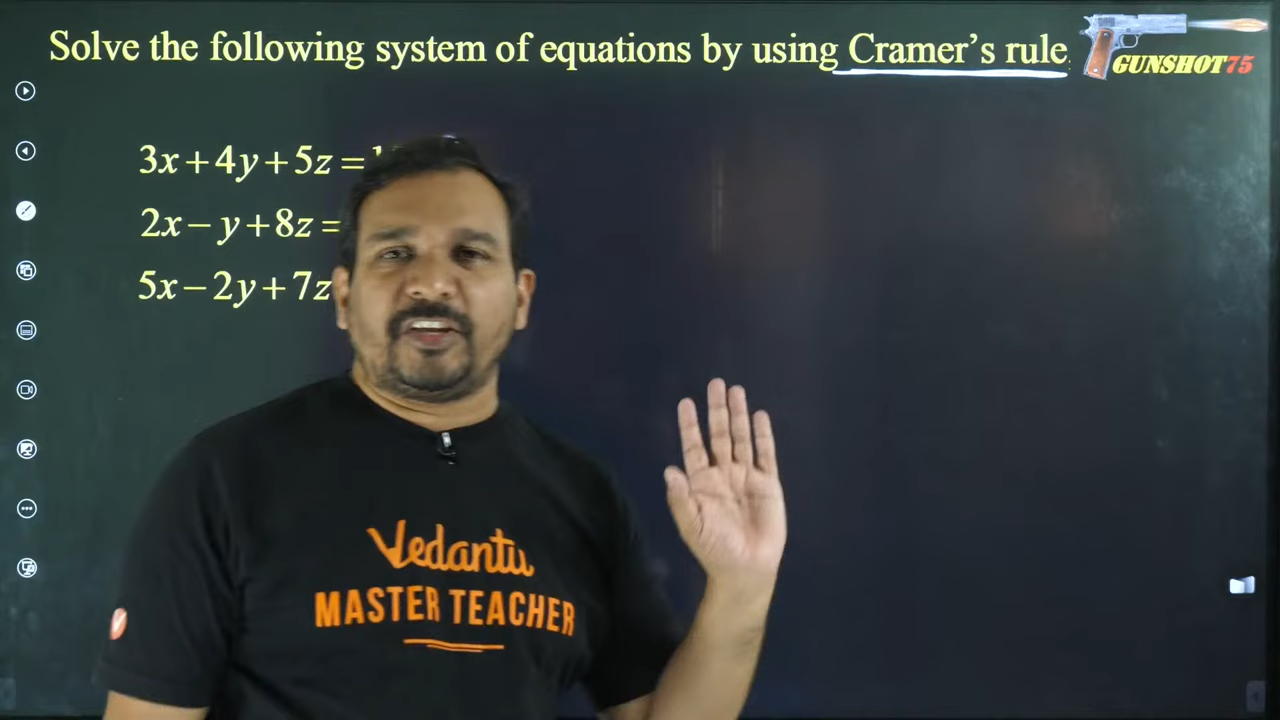 Solve the following system of equations by using Cramer's rule
GUNSHOT75
3x+4y+5z=1
2x−y+8z=
5x−2y+7z
Vedantu
MASTER TEACHER